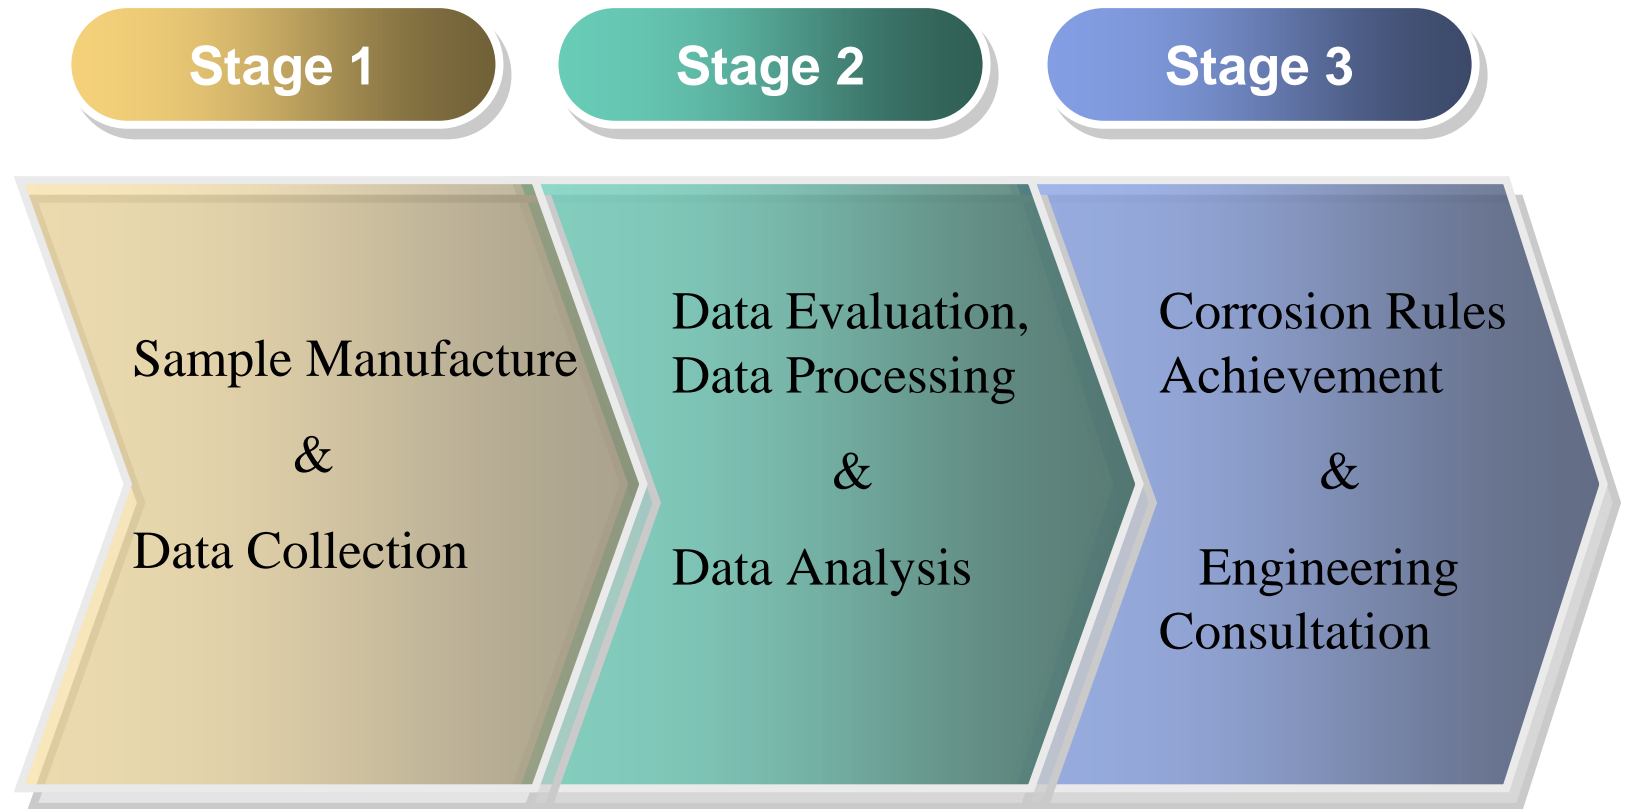 Stage 1
Stage 2
Stage 3
Sample Manufacture
&
Data Collection
Data Evaluation,
Data Processing
&
Data Analysis
Corrosion Rules
Achievement
&
Engineering
Consultation